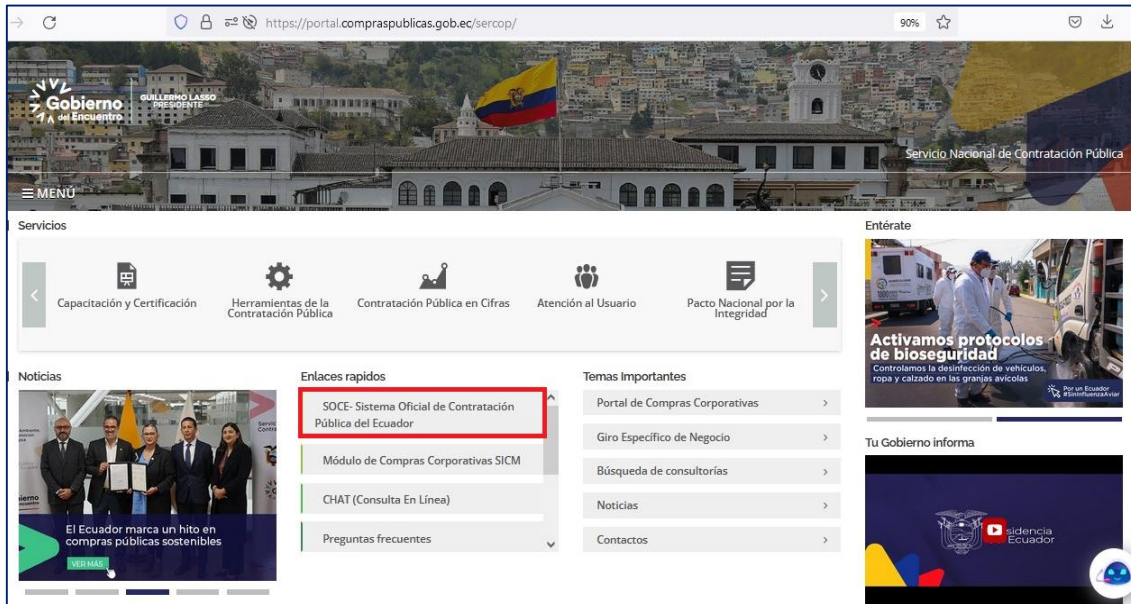 https://portal.compraspublicas.gob.ec/sercop/
90%
Gobierno
del Encuentro
GUILLERMO LASSO
PRESIDENTE
Servicio Nacional de Contratación Pública
MENÚ
Servicios
Capacitación y Certificación
Herramientas de la
Contratación Pública
Contratación Pública en Cifras
Atención al Usuario
Pacto Nacional por la
Integridad
Entérate
Activamos protocolos
de bioseguridad
Controlamos la desinfección de vehículos,
ropa y calzado en las granjas avícolas
Por un Ecuador
#SinInfluenzaAviar
Noticias
El Ecuador marca un hito en
compras públicas sostenibles
VER MÁS
Enlaces rapidos
SOCE- Sistema Oficial de Contratación
Pública del Ecuador
Módulo de Compras Corporativas SICM
CHAT (Consulta En Línea)
Preguntas frecuentes
Temas Importantes
Portal de Compras Corporativas
Giro Específico de Negocio
Búsqueda de consultorías
Noticias
Contactos
Tu Gobierno informa
sidencia
Ecuador